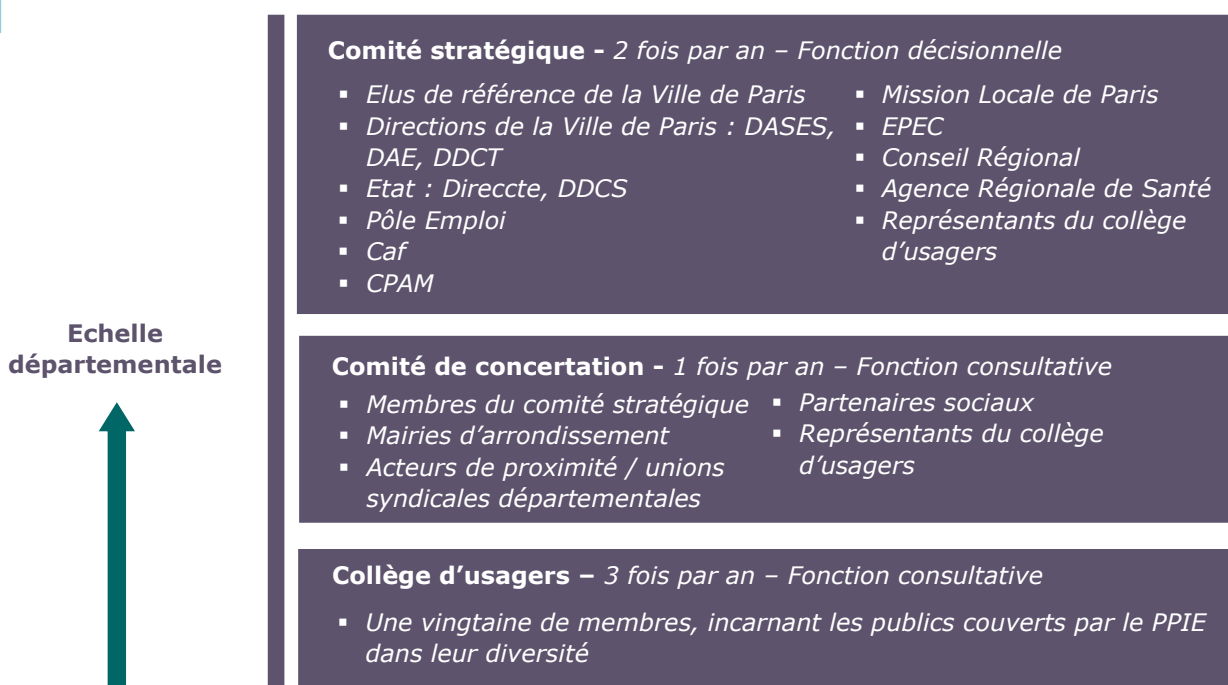 Comité stratégique - 2 fois par an – Fonction décisionnelle
▪ Elus de référence de la Ville de Paris
▪ Directions de la Ville de Paris : DASES,
DAE, DDCT
▪ Etat : Direccte, DDCS
▪ Pôle Emploi
▪ Caf
▪ CPAM
▪ Mission Locale de Paris
▪ EPEC
▪ Conseil Régional
▪ Agence Régionale de Santé
▪ Représentants du collège
d’usagers
Echelle
départementale
Comité de concertation - 1 fois par an – Fonction consultative
▪ Membres du comité stratégique
▪ Mairies d’arrondissement
▪ Acteurs de proximité / unions
syndicales départementales
▪ Partenaires sociaux
▪ Représentants du collège
d’usagers
Collège d’usagers – 3 fois par an – Fonction consultative
▪ Une vingtaine de membres, incarnant les publics couverts par le PPIE
dans leur diversité